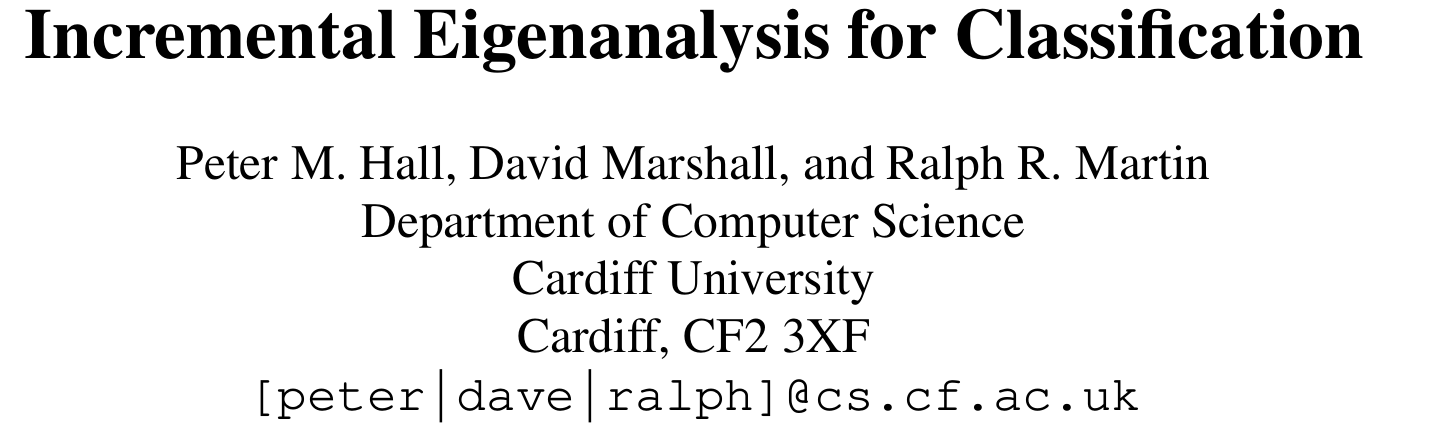 Incremental Eigenanalysis for Classification
Peter M. Hall, David Marshall, and Ralph R. Martin
Department of Computer Science
Cardiff University
Cardiff, CF2 3XF
[peter|dave|ralph]@cs.cf.ac.uk